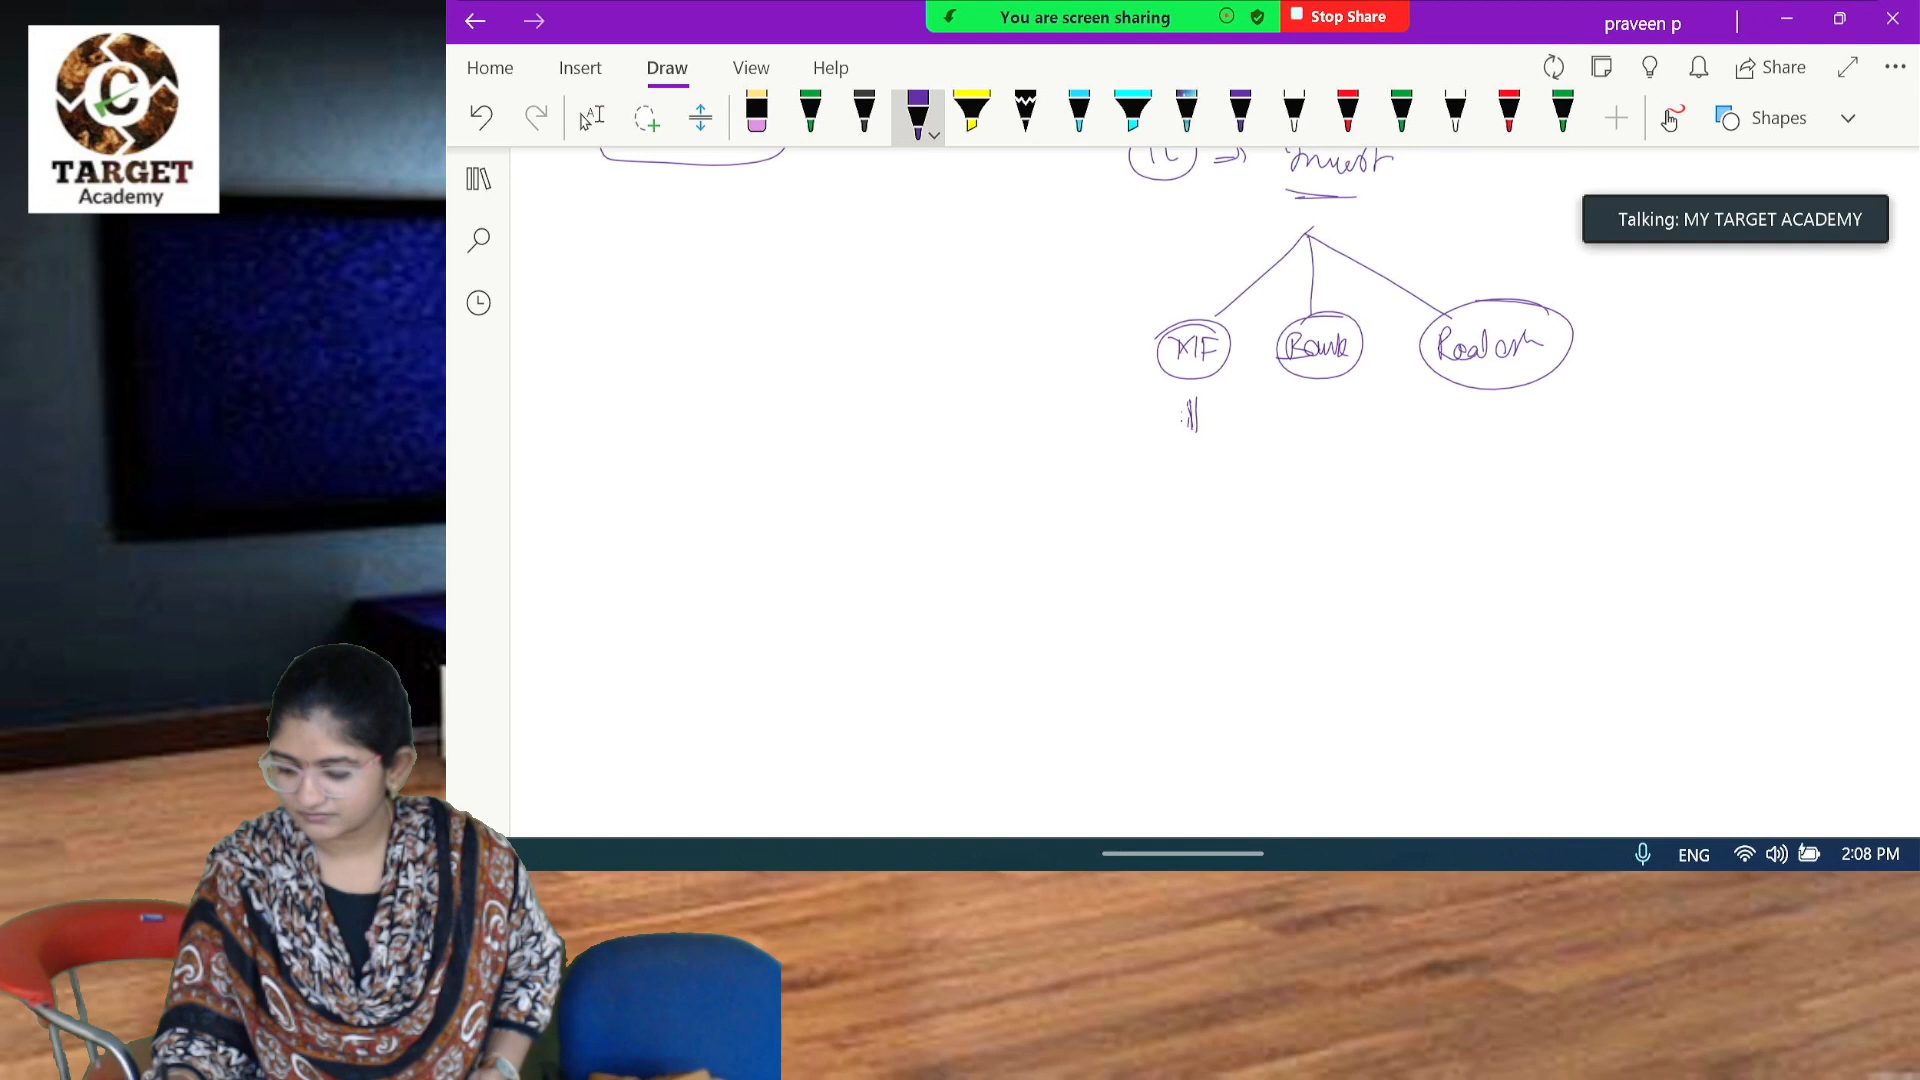 TARGET
Academy
You are screen sharing
Stop Share
praveen p
Home Insert Draw View Help
Share
Shapes
Invest
Talking: MY TARGET ACADEMY
MF Bank Real
C
ENG 2:08 PM